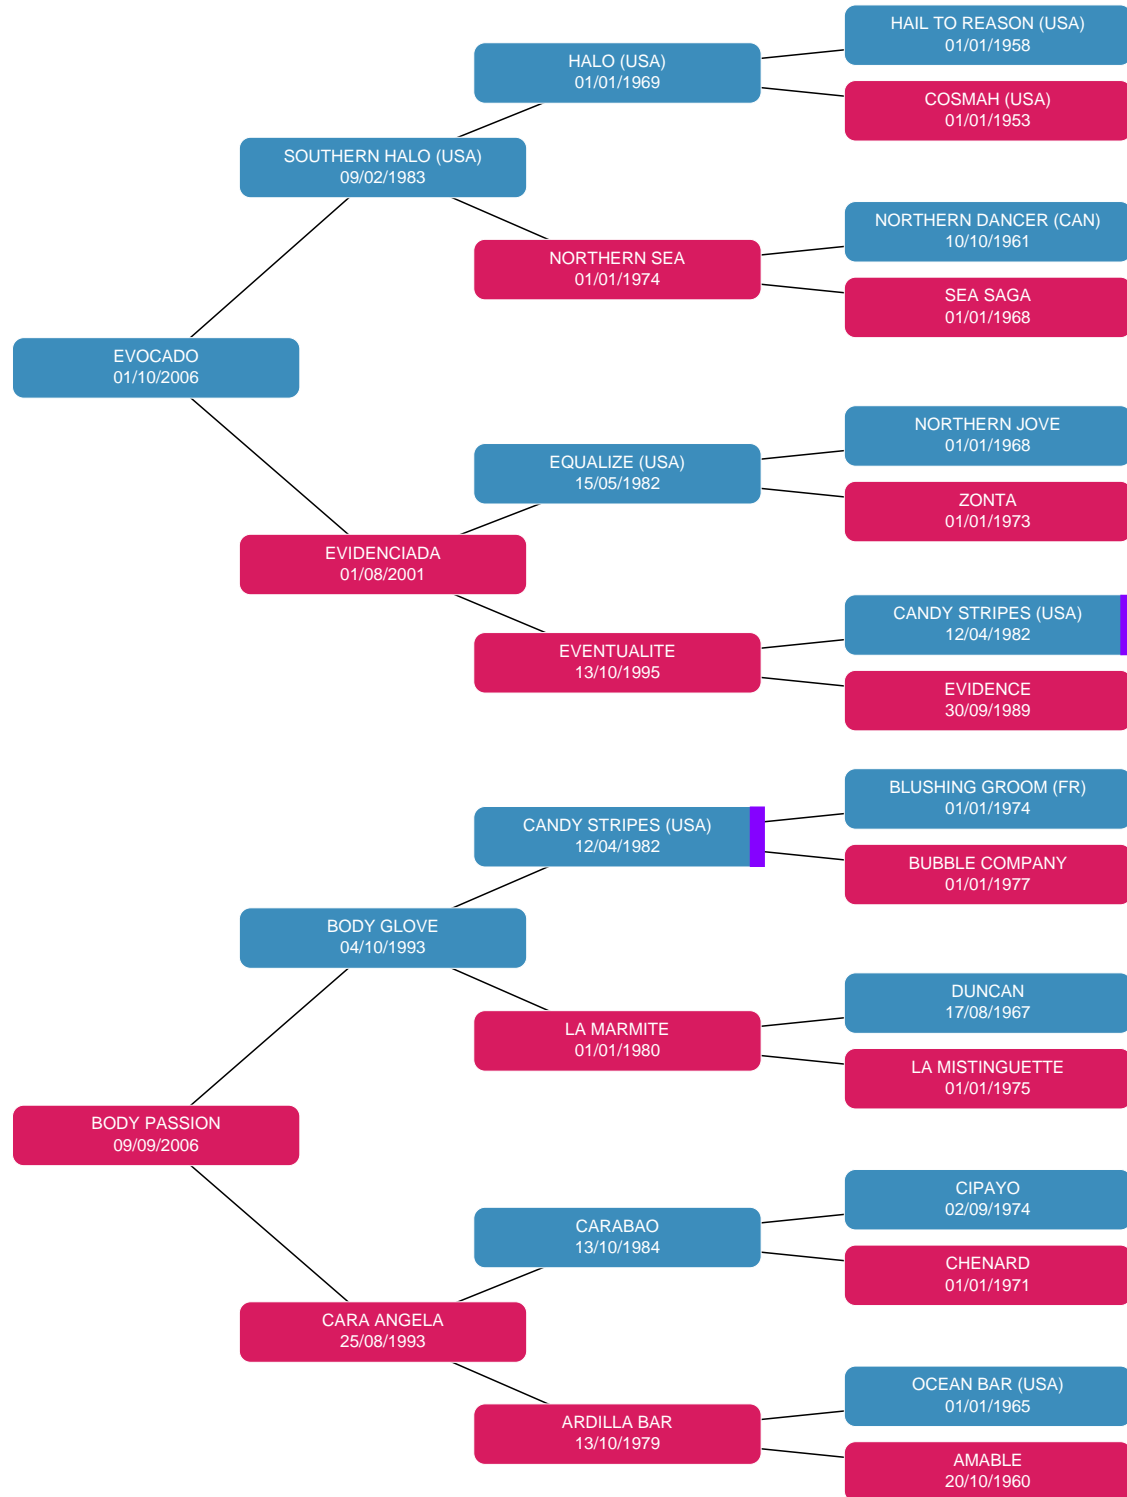 HAIL TO REASON (USA)
01/01/1958
HALO (USA)
01/01/1969
COSMAH (USA)
01/01/1953
SOUTHERN HALO (USA)
09/02/1983
NORTHERN DANCER (CAN)
10/10/1961
NORTHERN SEA
01/01/1974
SEA SAGA
01/01/1968
EVOCADO
01/10/2006
NORTHERN JOVE
01/01/1968
EQUALIZE (USA)
15/05/1982
ZONTA
01/01/1973
EVIDENCIADA
01/08/2001
CANDY STRIPES (USA)
12/04/1982
EVENTUALITE
13/10/1995
EVIDENCE
30/09/1989
BLUSHING GROOM (FR)
01/01/1974
CANDY STRIPES (USA)
12/04/1982
BUBBLE COMPANY
01/01/1977
BODY GLOVE
04/10/1993
DUNCAN
17/08/1967
LA MARMITE
01/01/1980
LA MISTINGUETTE
01/01/1975
BODY PASSION
09/09/2006
CIPAYO
02/09/1974
CARABAO
13/10/1984
CHENARD
01/01/1971
CARA ANGELA
25/08/1993
OCEAN BAR (USA)
01/01/1965
ARDILLA BAR
13/10/1979
AMABLE
20/10/1960